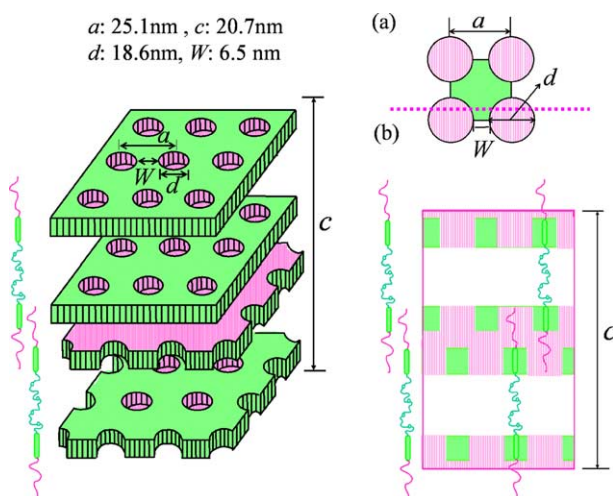 a: 25.1nm , c: 20.7nm
d: 18.6nm, W: 6.5 nm
(a)
a
d
W
(b)
a
W
d
c
c